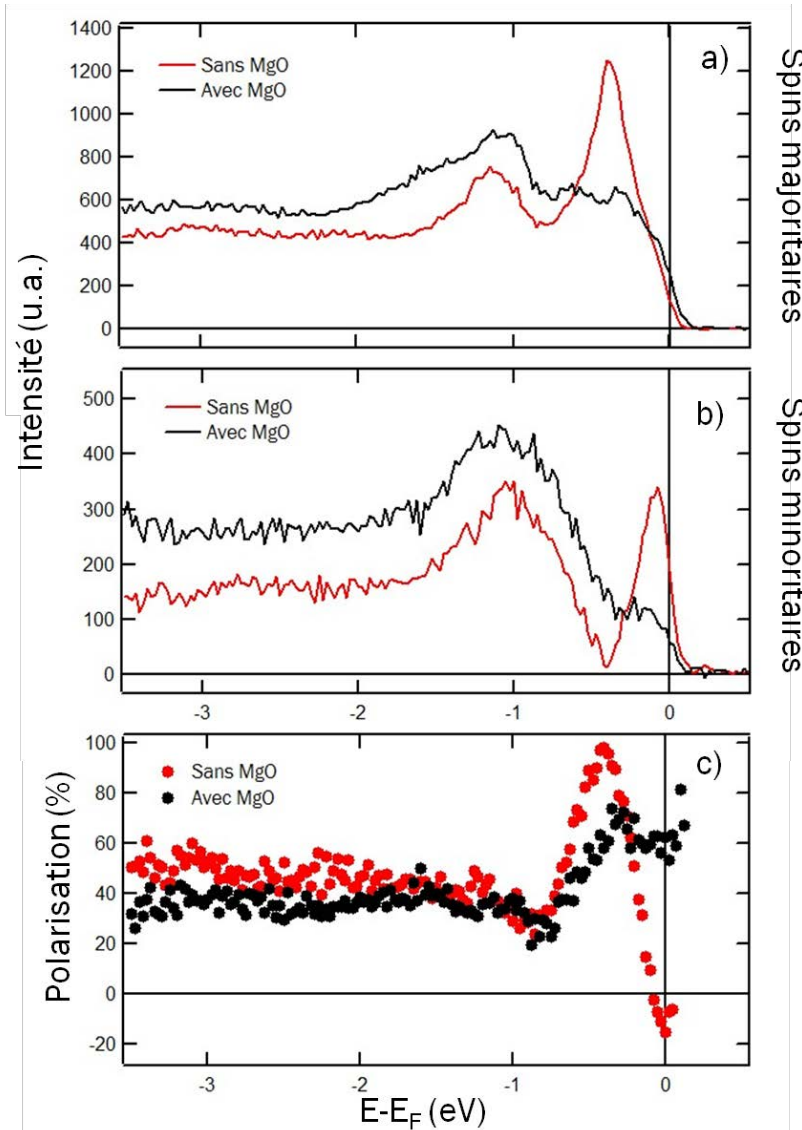 1400
1200
1000
800
600
400
200
0
Sans MgO
Avec MgO
a)
Spins majoritaires
Intensité (u.a.)
500
400
300
200
100
0
Sans MgO
Avec MgO
b)
Spins minoritaires
-3 -2 -1 0
Polarisation (%)
100
80
60
40
20
0
-20
Sans MgO
Avec MgO
c)
-3 -2 -1 0
E-EF (eV)